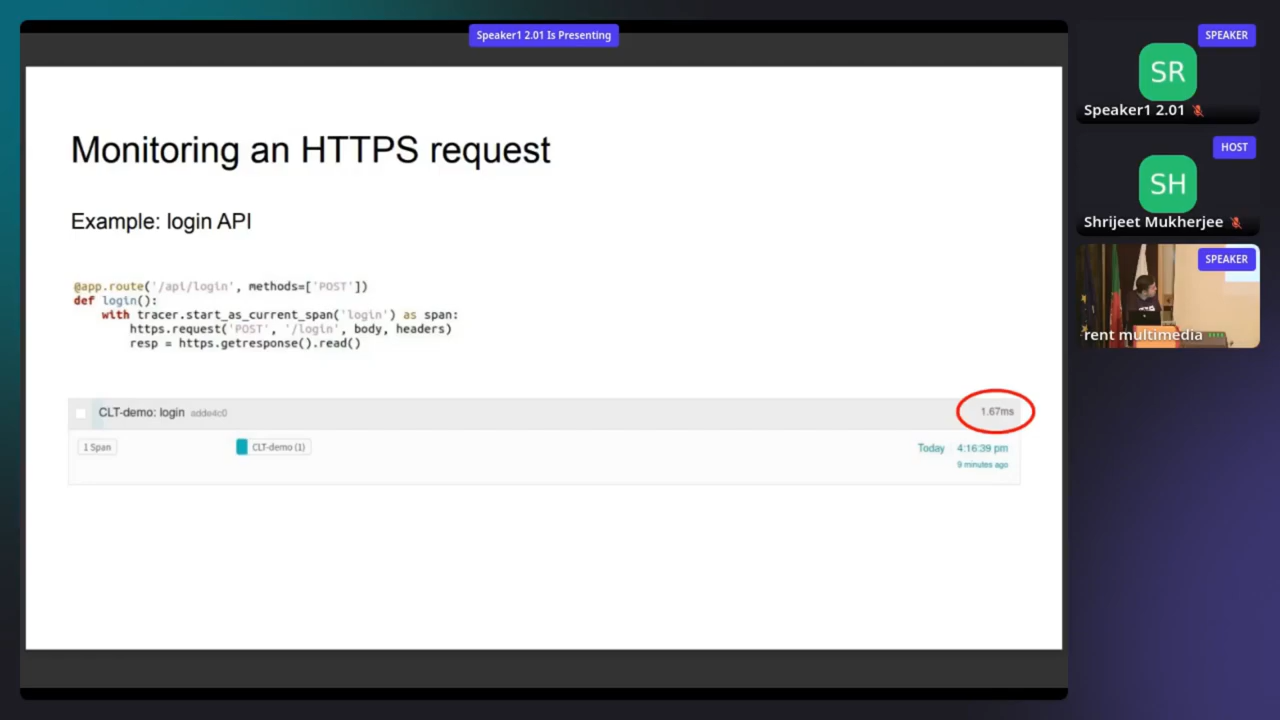 Speaker1 2.01 Is Presenting
Monitoring an HTTPS request
Example: login API
@app.route('/api/login', methods=['POST'])
def login():
with tracer.start_as_current_span('login') as span:
https.request('POST', '/login', body, headers)
resp = https.getresponse().read()
CLT-demo: login adde4c0
1.67ms
1 Span
CLT-demo (1)
Today 4:16:39 pm
9 minutes ago
SPEAKER
SR
Speaker1 2.01
HOST
SH
Shrijeet Mukherjee
SPEAKER
rent multimedia